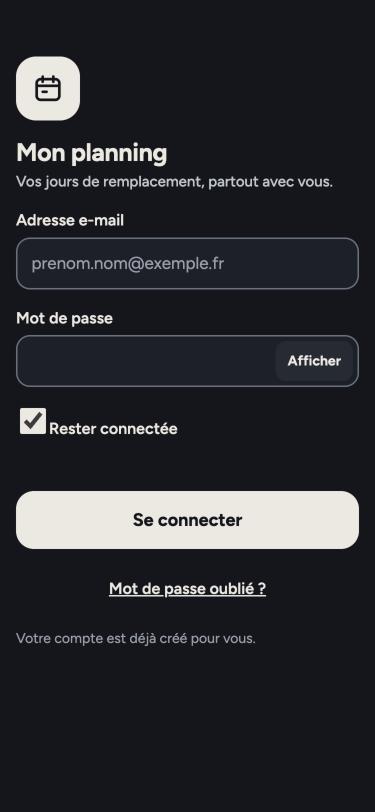 Mon planning
Vos jours de remplacement, partout avec vous.
Adresse e-mail
prenom.nom@exemple.fr
Mot de passe
Afficher
Rester connectée
Se connecter
Mot de passe oublié ?
Votre compte est déjà créé pour vous.